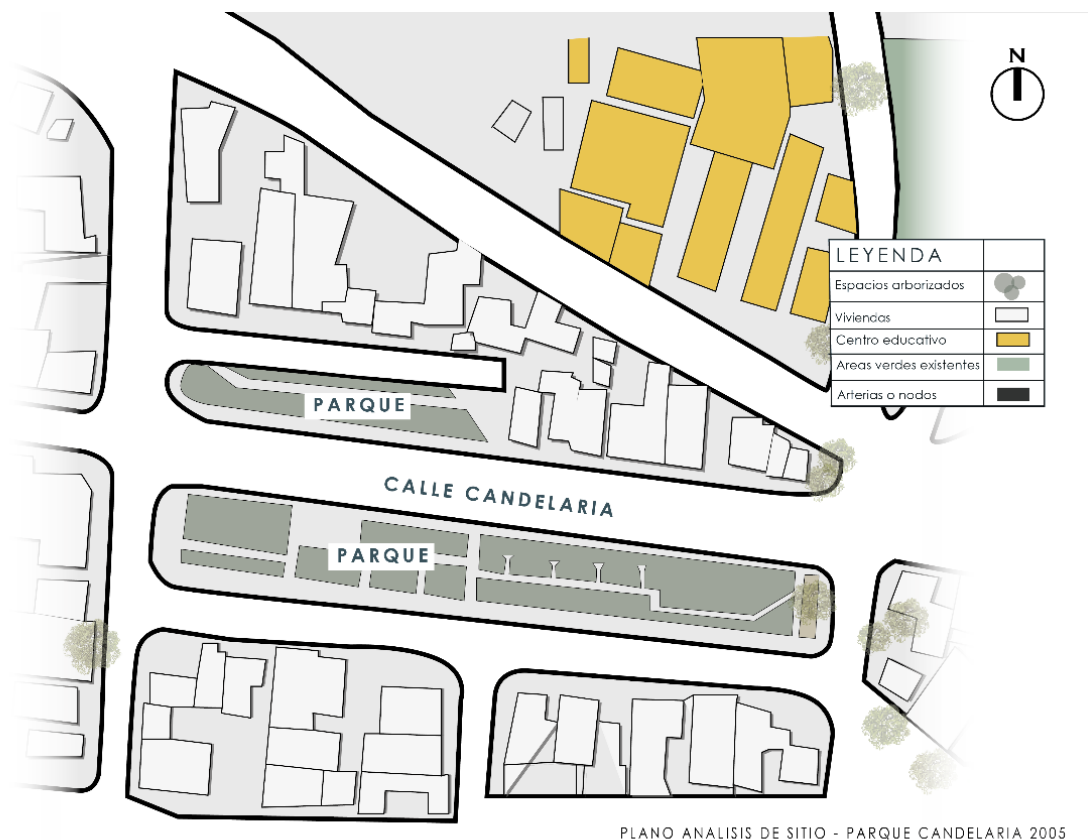 N
LEYENDA
Espacios arborizados
Viviendas
Centro educativo
Areas verdes existentes
Arterias o nodos
PARQUE
CALLE CANDELARIA
PARQUE
PLANO ANALISIS DE SITIO - PARQUE CANDELARIA 2005